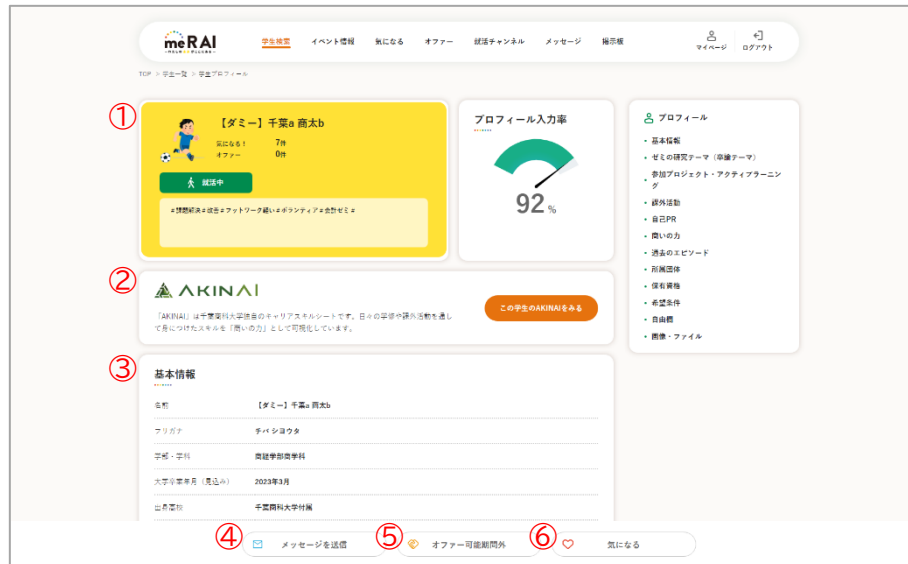 meRAI
学生検索 イベント情報 気になる オファー 就活チャンネル メッセージ 掲示板 マイページ ログアウト
TOP > 学生一覧 > 学生プロフィール
①
【ダミー】千葉a 商太b
気になる! 7件
オファー 0件
就活中
#課題解決#改善#フットワーク軽い#ボランティア#会計ゼミ#
プロフィール入力率
92%
プロフィール
・基本情報
・ゼミの研究テーマ（卒論テーマ）
・参加プロジェクト・アクティブラーニン
グ
・課外活動
・自己PR
・商いの力
・過去のエピソード
・所属団体
・保有資格
・希望条件
・自由欄
・画像・ファイル
②
AKINAI
「AKINAI」は千葉商科大学独自のキャリアスキルシートです。日々の学修や課外活動を通し
て身につけたスキルを「商いの力」として可視化しています。
この学生のAKINAIをみる
③
基本情報
名前 【ダミー】千葉a 商太b
フリガナ チバ ショウタ
学部・学科 商経学部商学科
大学卒業年月（見込み） 2023年3月
出身高校 千葉商科大学付属
④ メッセージを送信
⑤ オファー可能期間外
⑥ 気になる